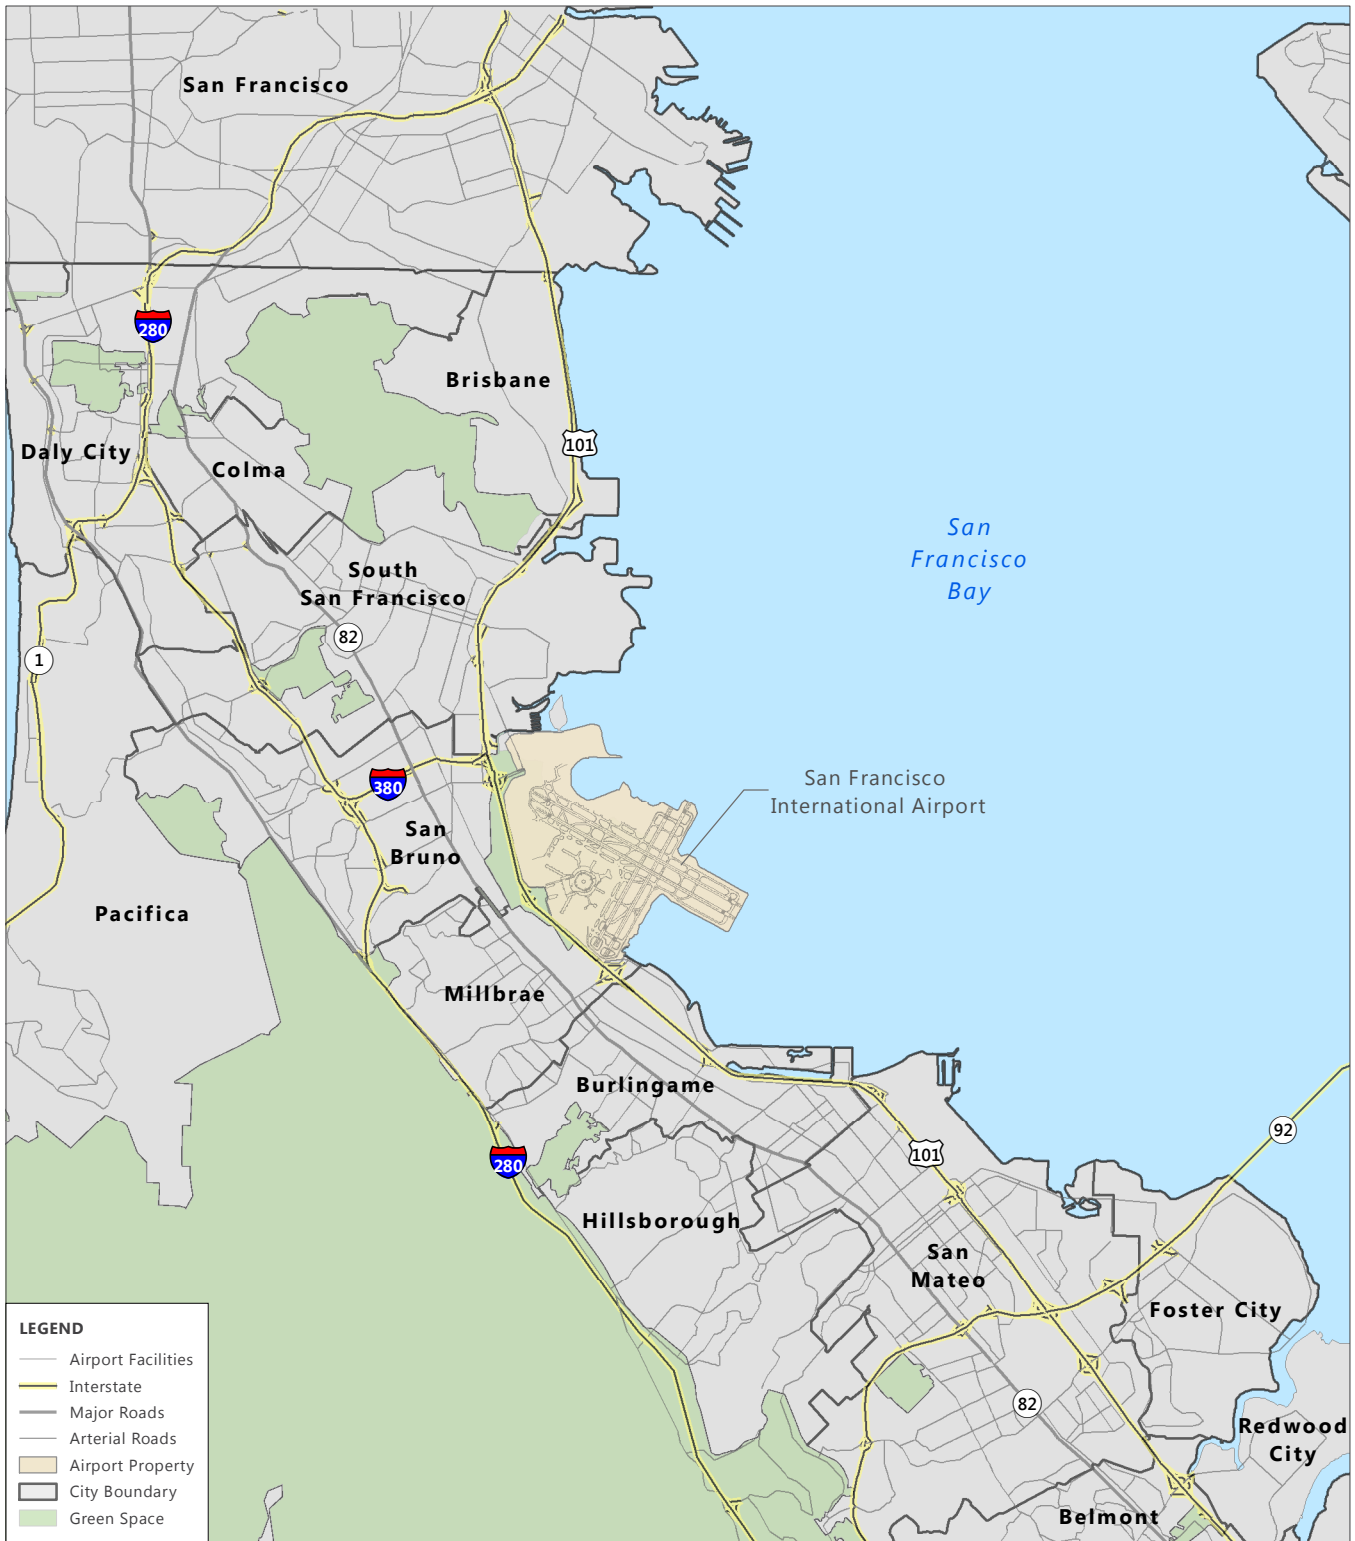 San Francisco
280
Brisbane
101
Daly City
Colma
San
Francisco
Bay
South
San Francisco
82
1
San Francisco
International Airport
380
San
Bruno
Pacifica
Millbrae
Burlingame
92
101
280
Hillsborough
San
Mateo
Foster City
82
Redwood
City
Belmont
LEGEND
Airport Facilities
Interstate
Major Roads
Arterial Roads
Airport Property
City Boundary
Green Space